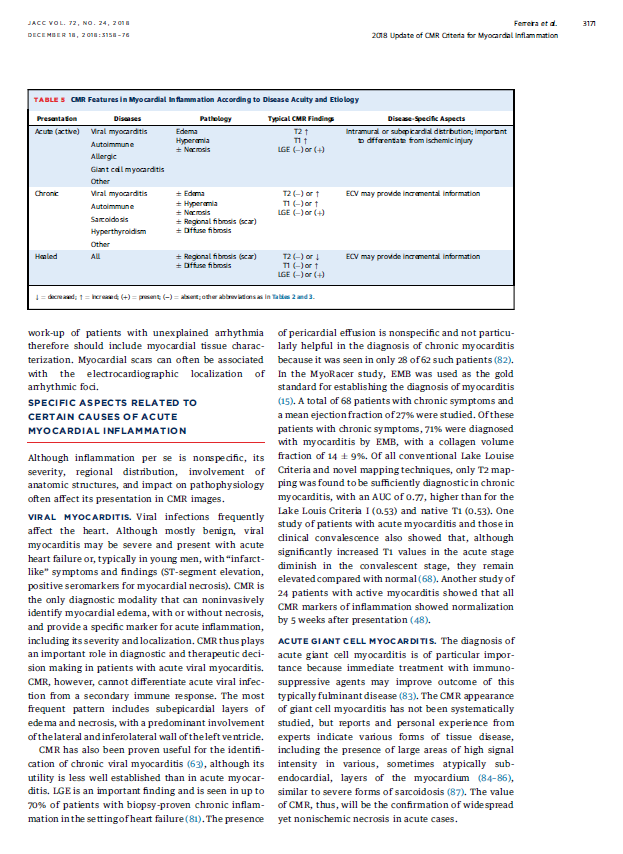 JACC VOL. 72, NO. 24, 2018
DECEMBER 18, 2018:3158–76
Ferreira et al. 3171
2018 Update of CMR Criteria for Myocardial Inflammation
TABLE 5 CMR Features in Myocardial Inflammation According to Disease Acuity and Etiology
Presentation Diseases Pathology Typical CMR Findings Disease-Specific Aspects
Acute (active) Viral myocarditis Edema T2 ↑ Intramural or subepicardial distribution; important
Autoimmune Hyperemia T1 ↑ to differentiate from ischemic injury
Allergic ± Necrosis LGE (−) or (+)
Giant cell myocarditis
Other
Chronic Viral myocarditis ± Edema T2 (−) or ↑ ECV may provide incremental information
Autoimmune ± Hyperemia T1 (−) or ↑
Sarcoidosis ± Necrosis LGE (−) or (+)
Hyperthyroidism ± Regional fibrosis (scar)
Other ± Diffuse fibrosis
Healed All ± Regional fibrosis (scar) T2 (−) or ↓ ECV may provide incremental information
± Diffuse fibrosis T1 (−) or ↑
LGE (−) or (+)
↓ = decreased; ↑ = increased; (+) = present; (−) = absent; other abbreviations as in Tables 2 and 3.
work-up of patients with unexplained arrhythmia
therefore should include myocardial tissue charac-
terization. Myocardial scars can often be associated
with the electrocardiographic localization of
arrhythmic foci.
SPECIFIC ASPECTS RELATED TO
CERTAIN CAUSES OF ACUTE
MYOCARDIAL INFLAMMATION
Although inflammation per se is nonspecific, its
severity, regional distribution, involvement of
anatomic structures, and impact on pathophysiology
often affect its presentation in CMR images.
VIRAL MYOCARDITIS. Viral infections frequently
affect the heart. Although mostly benign, viral
myocarditis may be severe and present with acute
heart failure or, typically in young men, with “infarct-
like” symptoms and findings (ST-segment elevation,
positive seromarkers for myocardial necrosis). CMR is
the only diagnostic modality that can noninvasively
identify myocardial edema, with or without necrosis,
and provide a specific marker for acute inflammation,
including its severity and localization. CMR thus plays
an important role in diagnostic and therapeutic deci-
sion making in patients with acute viral myocarditis.
CMR, however, cannot differentiate acute viral infec-
tion from a secondary immune response. The most
frequent pattern includes subepicardial layers of
edema and necrosis, with a predominant involvement
of the lateral and inferolateral wall of the left ventricle.
CMR has also been proven useful for the identifi-
cation of chronic viral myocarditis (63), although its
utility is less well established than in acute myocar-
ditis. LGE is an important finding and is seen in up to
70% of patients with biopsy-proven chronic inflam-
mation in the setting of heart failure (81). The presence
of pericardial effusion is nonspecific and not particu-
larly helpful in the diagnosis of chronic myocarditis
because it was seen in only 28 of 62 such patients (82).
In the MyoRacer study, EMB was used as the gold
standard for establishing the diagnosis of myocarditis
(15). A total of 68 patients with chronic symptoms and
a mean ejection fraction of 27% were studied. Of these
patients with chronic symptoms, 71% were diagnosed
with myocarditis by EMB, with a collagen volume
fraction of 14 ± 9%. Of all conventional Lake Louise
Criteria and novel mapping techniques, only T2 map-
ping was found to be sufficiently diagnostic in chronic
myocarditis, with an AUC of 0.77, higher than for the
Lake Louis Criteria I (0.53) and native T1 (0.53). One
study of patients with acute myocarditis and those in
clinical convalescence also showed that, although
significantly increased T1 values in the acute stage
diminish in the convalescent stage, they remain
elevated compared with normal (68). Another study of
24 patients with active myocarditis showed that all
CMR markers of inflammation showed normalization
by 5 weeks after presentation (48).
ACUTE GIANT CELL MYOCARDITIS. The diagnosis of
acute giant cell myocarditis is of particular impor-
tance because immediate treatment with immuno-
suppressive agents may improve outcome of this
typically fulminant disease (83). The CMR appearance
of giant cell myocarditis has not been systematically
studied, but reports and personal experience from
experts indicate various forms of tissue disease,
including the presence of large areas of high signal
intensity in various, sometimes atypically sub-
endocardial, layers of the myocardium (84–86),
similar to severe forms of sarcoidosis (87). The value
of CMR, thus, will be the confirmation of widespread
yet nonischemic necrosis in acute cases.